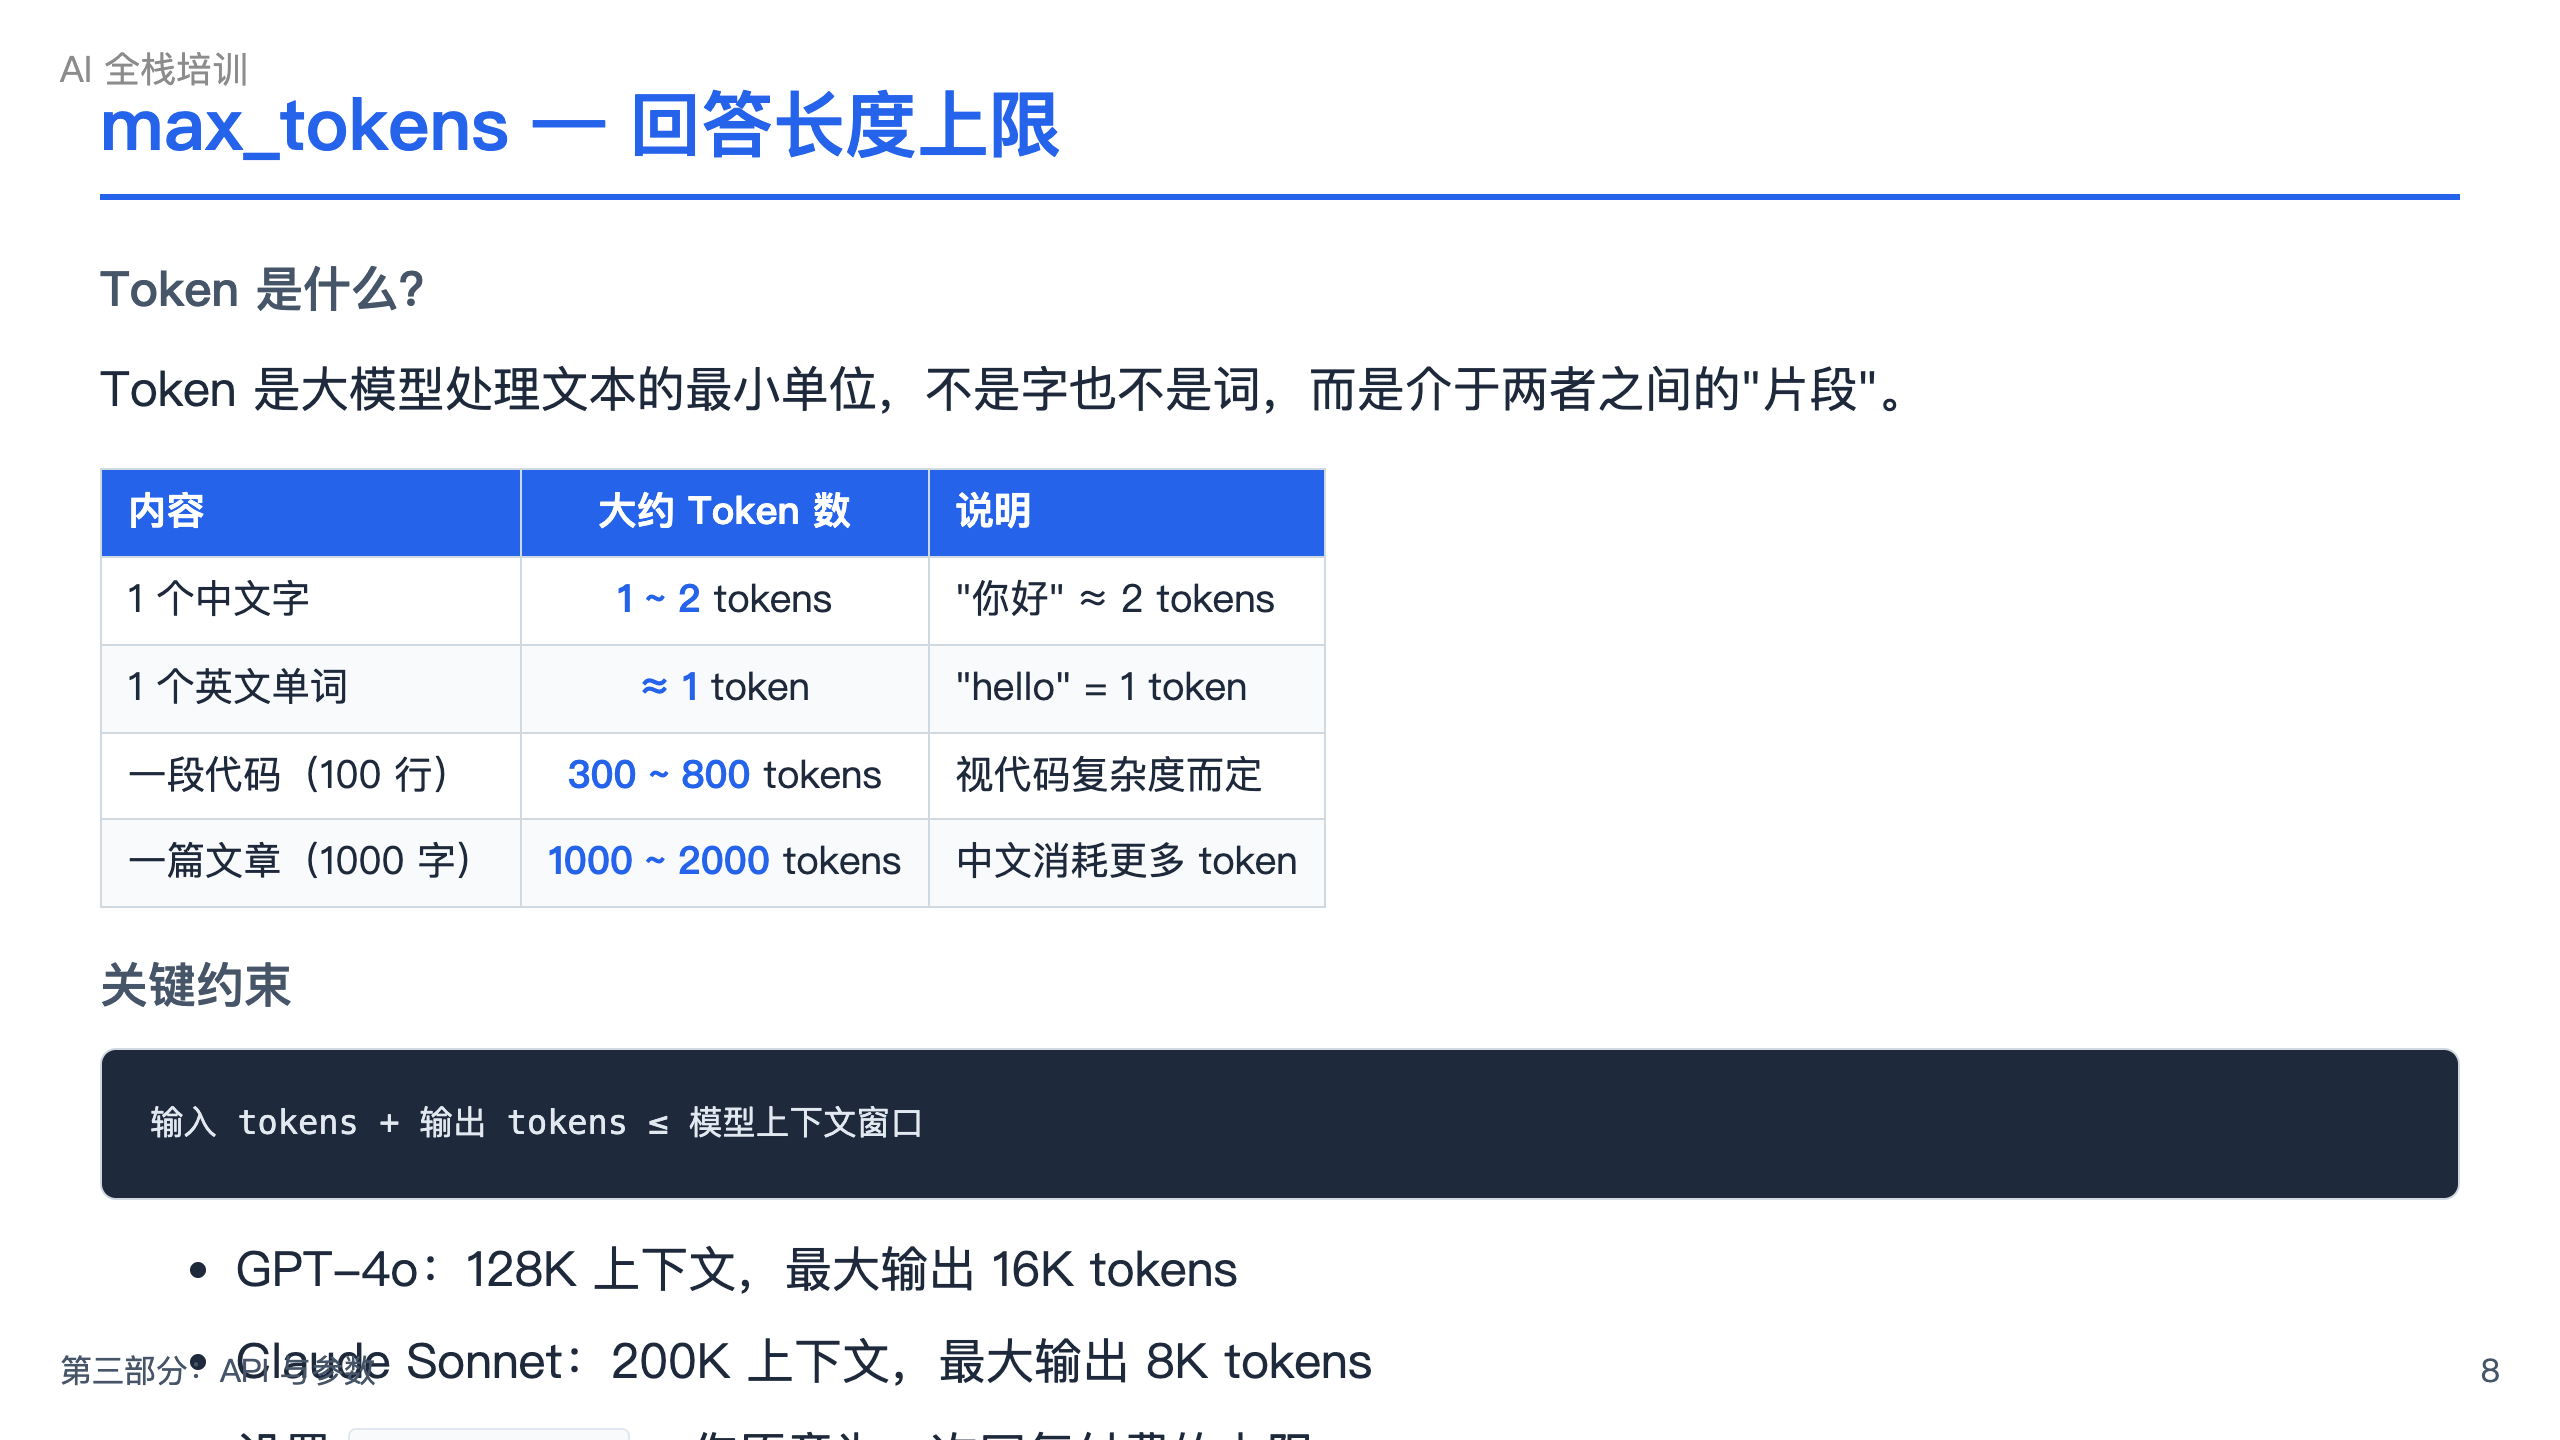 AI 全栈培训
max_tokens — 回答长度上限
Token 是什么?
Token 是大模型处理文本的最小单位，不是字也不是词，而是介于两者之间的"片段"。
内容 大约 Token 数 说明
1 个中文字 1 ~ 2 tokens "你好" ≈ 2 tokens
1 个英文单词 ≈ 1 token "hello" = 1 token
一段代码（100 行） 300 ~ 800 tokens 视代码复杂度而定
一篇文章（1000 字） 1000 ~ 2000 tokens 中文消耗更多 token
关键约束
输入 tokens + 输出 tokens ≤ 模型上下文窗口
• GPT-4o：128K 上下文，最大输出 16K tokens
• Claude Sonnet：200K 上下文，最大输出 8K tokens
第三部分：API 与参数
8